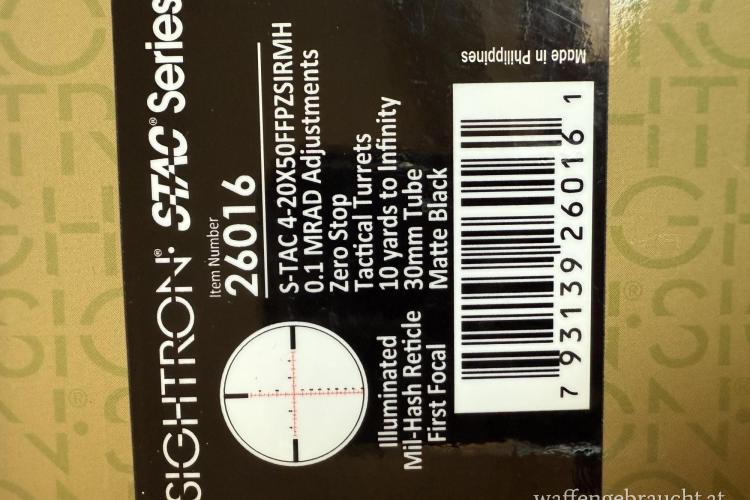 SIGHTRON® STAC® Series
Item Number
26016
S-TAC 4-20X50FFPZSIRMH
0.1 MRAD Adjustments
Zero Stop
Tactical Turrets
10 yards to Infinity
30mm Tube
Matte Black
Illuminated
Mil-Hash Reticle
First Focal
7 93139 26016 1
Made in Philippines
waffengebraucht.at